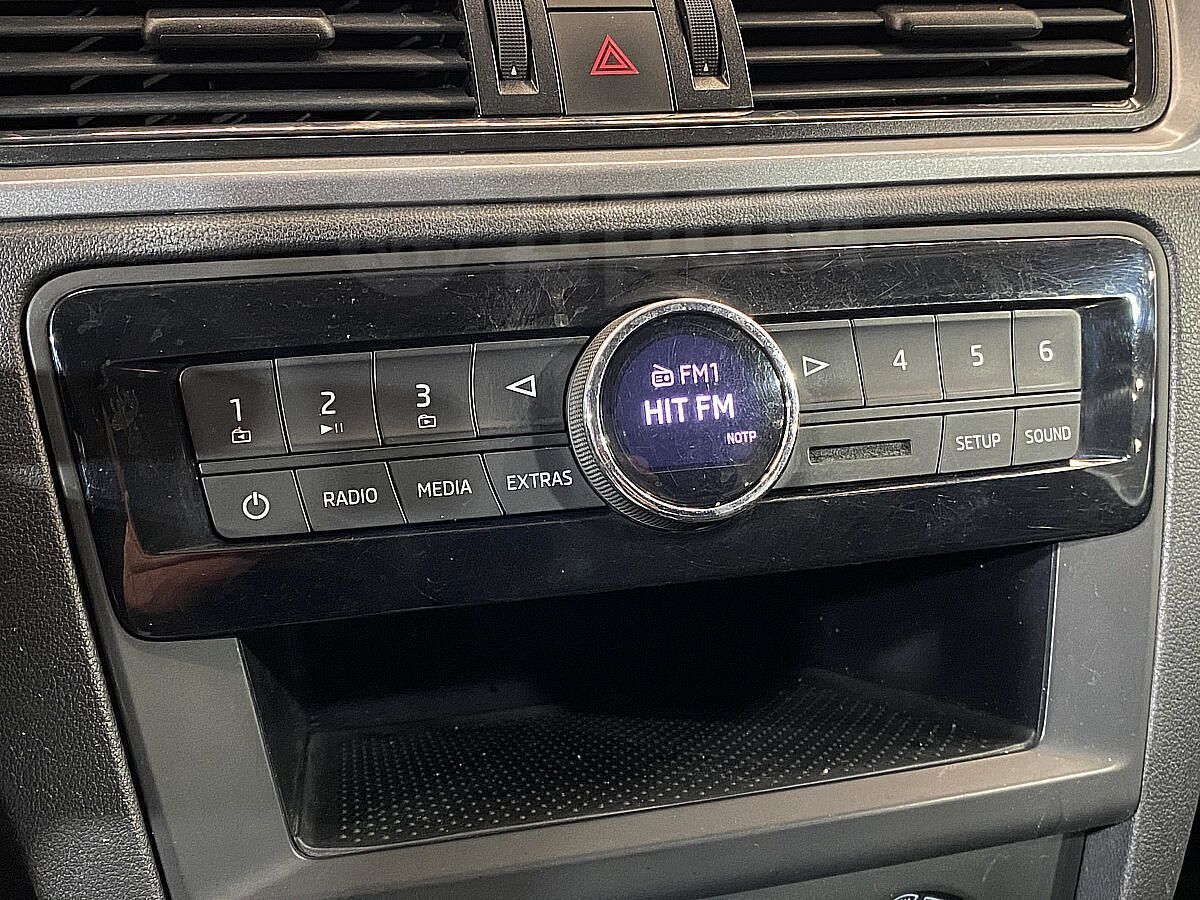 1 2 3 4 5 6
FM1
HIT FM
NOTP
RADIO MEDIA EXTRAS SETUP SOUND